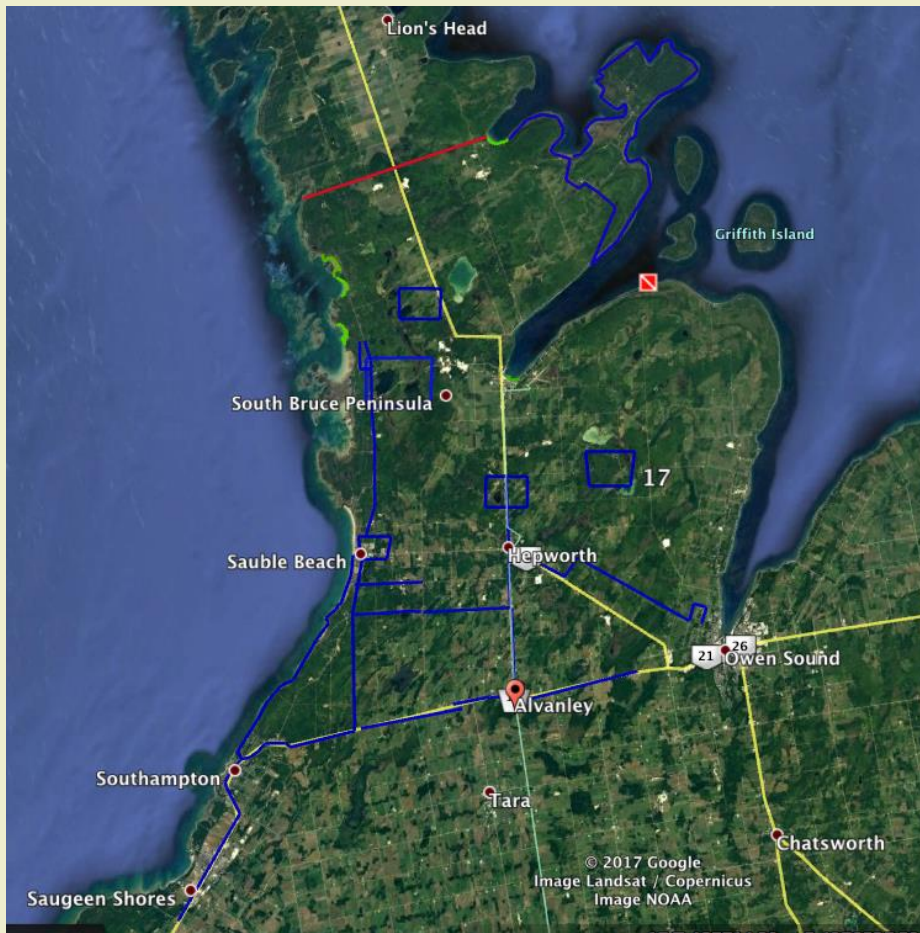 Lion's Head
Griffith Island
South Bruce Peninsula
17
Sauble Beach
Hepworth
21
26
Owen Sound
Alvanley
Southampton
Tara
Chatsworth
© 2017 Google
Image Landsat / Copernicus
Image NOAA
Saugeen Shores